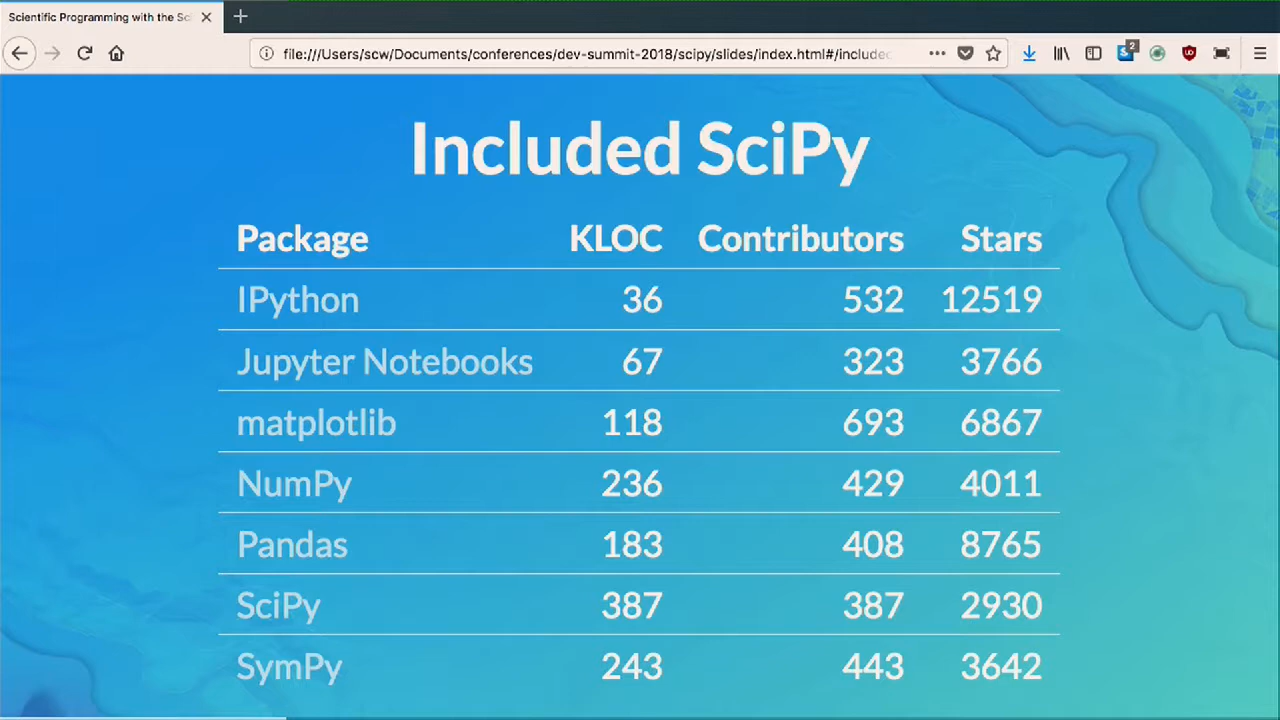 Scientific Programming with the Sc
file:///Users/scw/Documents/conferences/dev-summit-2018/scipy/slides/index.html#/include
2
Included SciPy
Package KLOC Contributors Stars
IPython 36 532 12519
Jupyter Notebooks 67 323 3766
matplotlib 118 693 6867
NumPy 236 429 4011
Pandas 183 408 8765
SciPy 387 387 2930
SymPy 243 443 3642